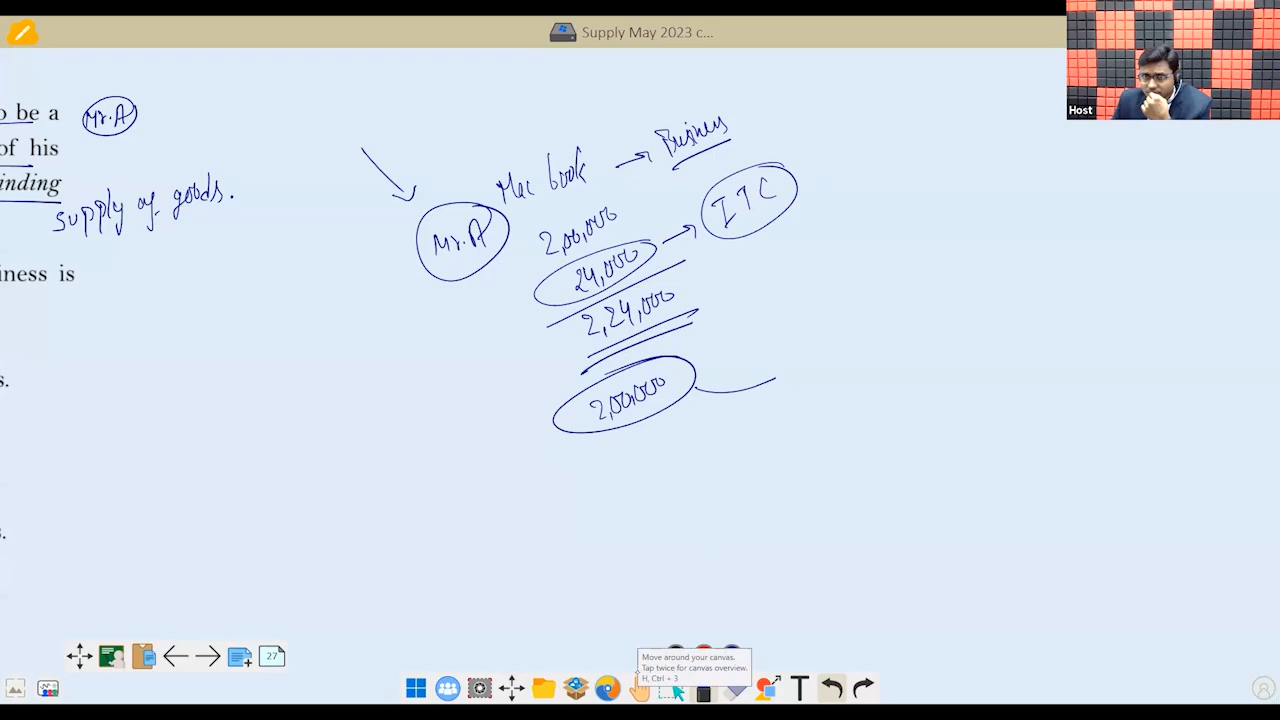 Supply May 2023 c...
Host
o be a
Mr.A
of his
inding
supply of goods.
iness is
s.
s.
Mac book → Business
Mr.A
2,00,000
24,000 → ITC
2,24,000
2,00,000
27
Move around your canvas.
Tap twice for canvas overview.
H, Ctrl + 3
T